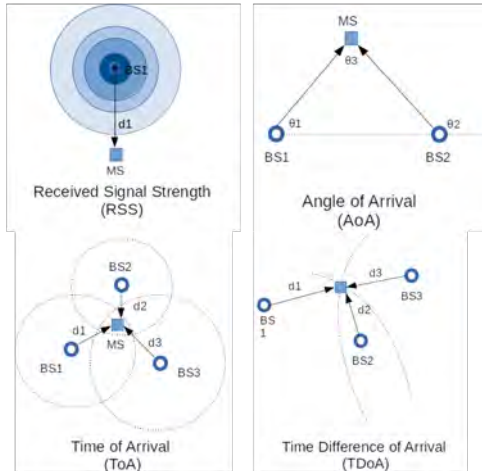 BS1
d1
MS
Received Signal Strength
(RSS)
MS
θ3
θ1
θ2
BS1
BS2
Angle of Arrival
(AoA)
BS2
d2
d1
MS
d3
BS1
BS3
Time of Arrival
(ToA)
d1
d3
BS3
BS
1
d2
BS2
Time Difference of Arrival
(TDoA)